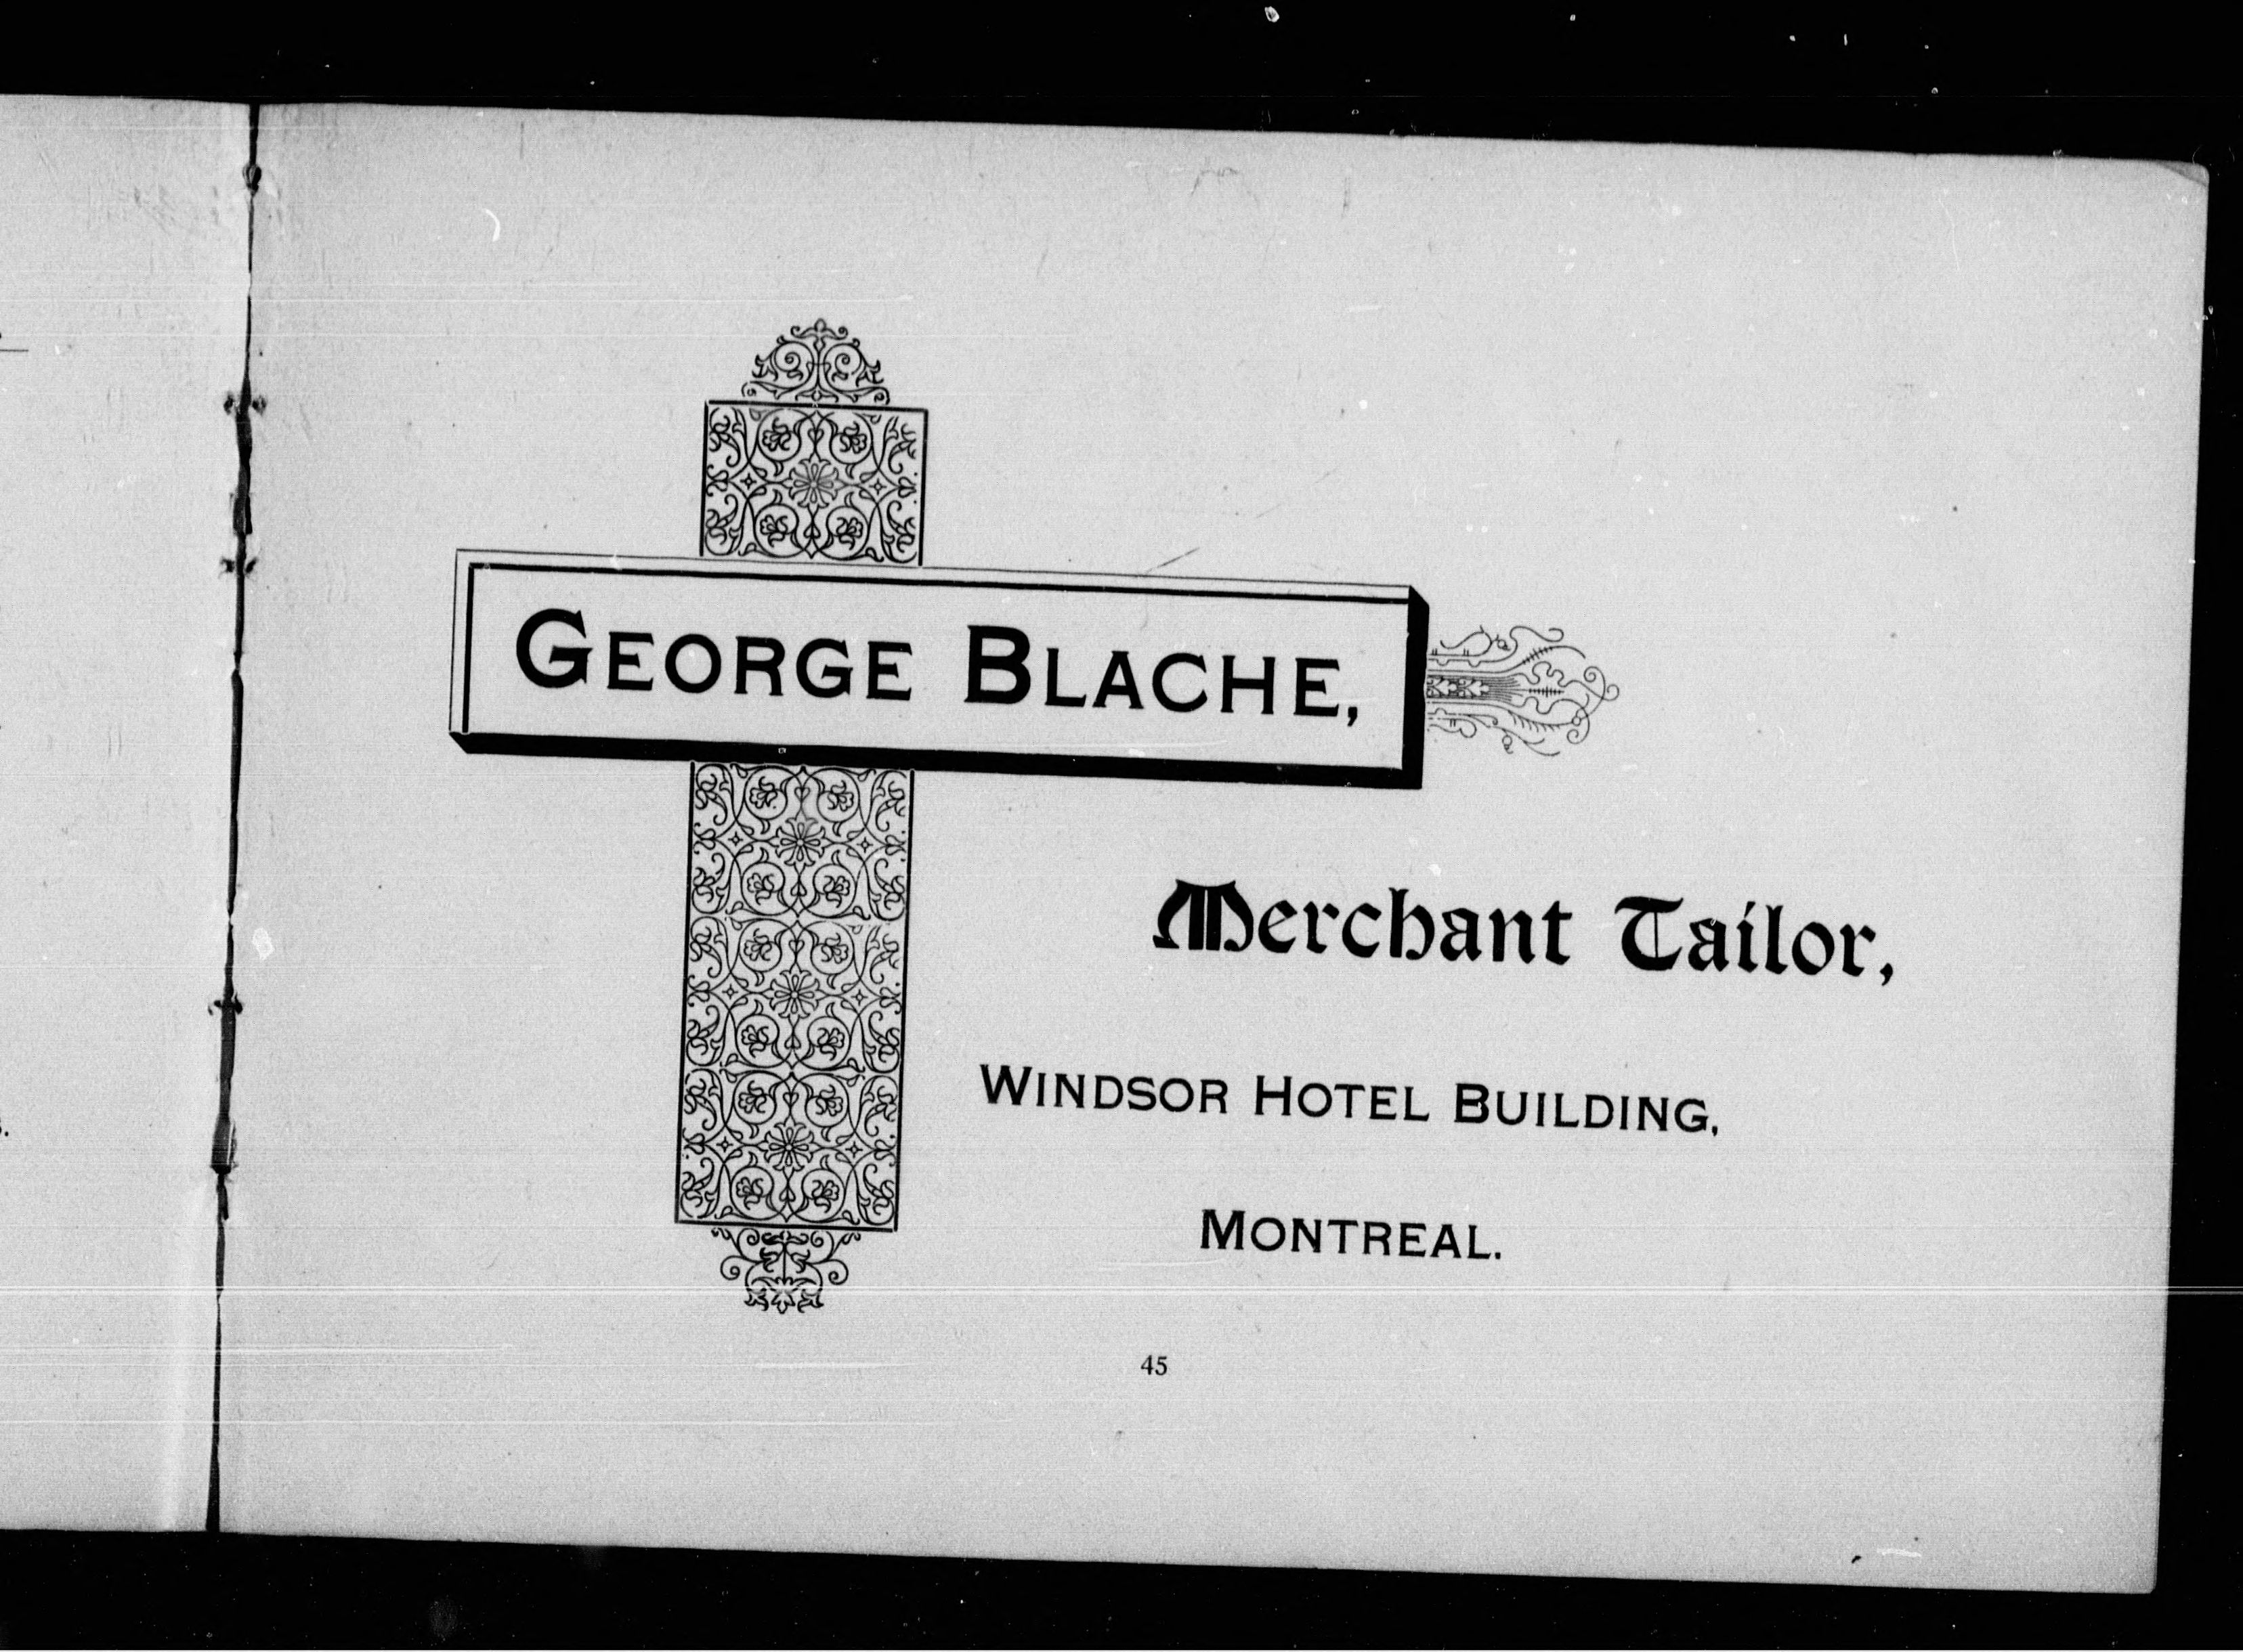 GEORGE BLACHE,
Merchant Tailor,
WINDSOR HOTEL BUILDING,
MONTREAL.
45